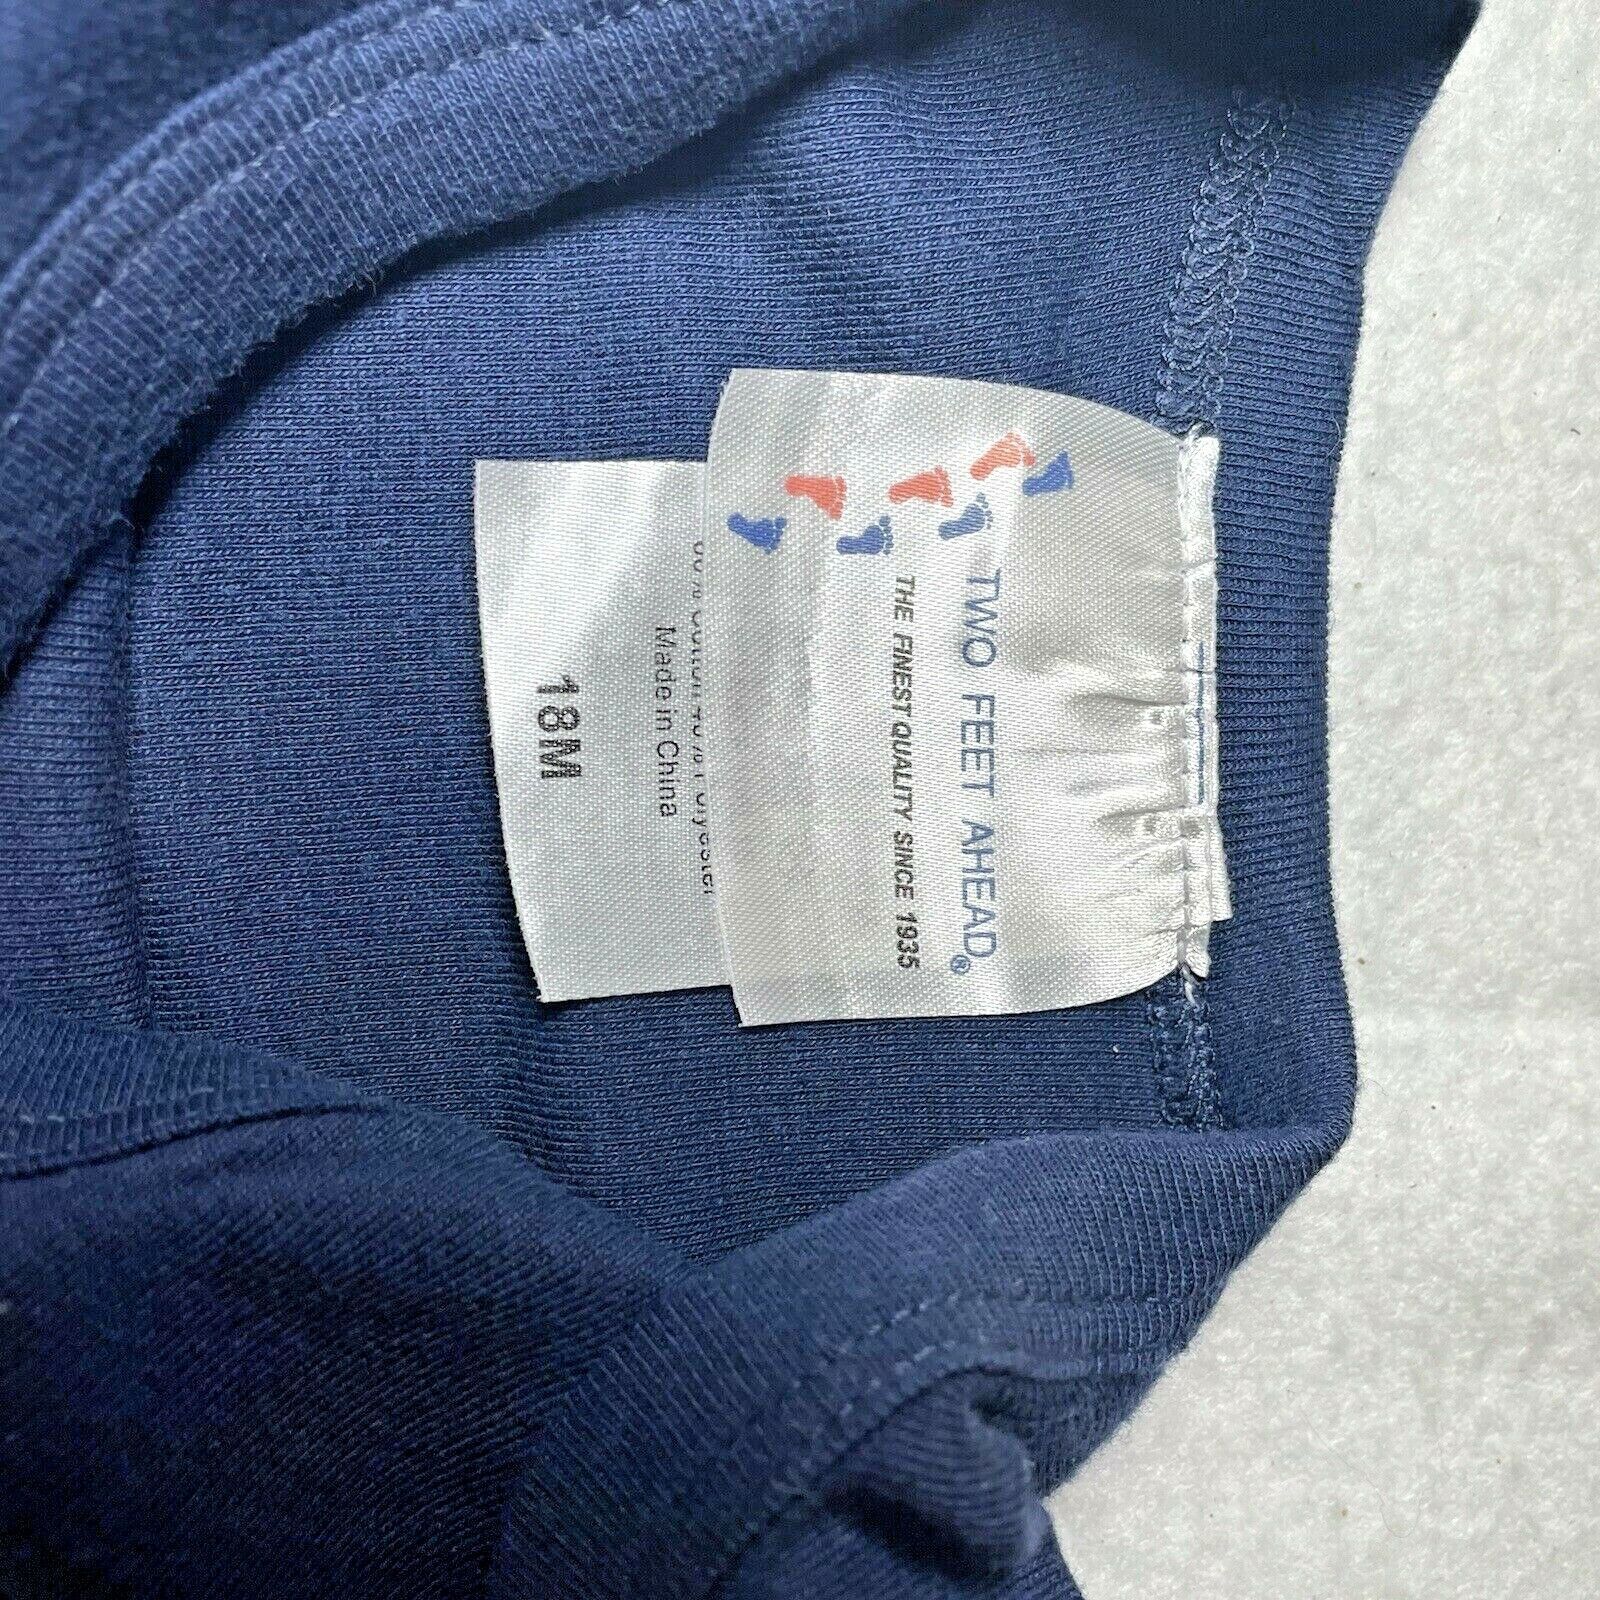 TWO FEET AHEAD®
THE FINEST QUALITY SINCE 1935
Made in China
18M